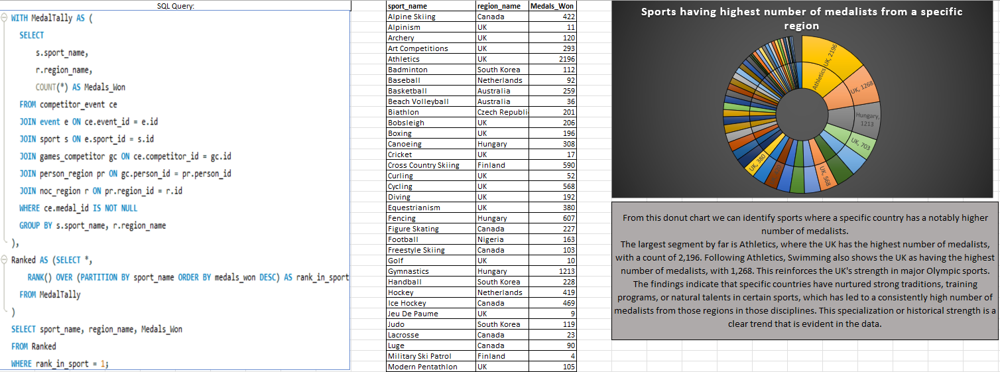 SQL Query:
WITH MedalTally AS (
SELECT
s.sport_name,
r.region_name,
COUNT(*) AS Medals_Won
FROM competitor_event ce
JOIN event e ON ce.event_id = e.id
JOIN sport s ON e.sport_id = s.id
JOIN games_competitor gc ON ce.competitor_id = gc.id
JOIN person_region pr ON gc.person_id = pr.person_id
JOIN noc_region r ON pr.region_id = r.id
WHERE ce.medal_id IS NOT NULL
GROUP BY s.sport_name, r.region_name
),
Ranked AS (SELECT *,
RANK() OVER (PARTITION BY sport_name ORDER BY medals_won DESC) AS rank_in_sport
FROM MedalTally
)
SELECT sport_name, region_name, Medals_Won
FROM Ranked
WHERE rank_in_sport = 1;
sport_name region_name Medals_Won
Alpine Skiing Canada 422
Alpinism UK 11
Archery UK 120
Art Competitions UK 293
Athletics UK 2196
Badminton South Korea 112
Baseball Netherlands 92
Basketball Australia 259
Beach Volleyball Australia 36
Biathlon Czech Republi 201
Bobsleigh UK 206
Boxing UK 196
Canoeing Hungary 308
Cricket UK 17
Cross Country Skiing Finland 590
Curling UK 52
Cycling UK 568
Diving UK 192
Equestrianism UK 380
Fencing Hungary 607
Figure Skating Canada 227
Football Nigeria 163
Freestyle Skiing Canada 103
Golf UK 10
Gymnastics Hungary 1213
Handball South Korea 228
Hockey Netherlands 419
Ice Hockey Canada 469
Jeu De Paume UK 9
Judo South Korea 119
Lacrosse Canada 23
Luge Canada 90
Military Ski Patrol Finland 4
Modern Pentathlon UK 105
Sports having highest number of medalists from a specific
region
Athletics
UK, 2196
UK, 1268
Hungary,
1213
UK, 703
UK, 568
UK, 380
From this donut chart we can identify sports where a specific country has a notably higher
number of medalists.
The largest segment by far is Athletics, where the UK has the highest number of medalists,
with a count of 2,196. Following Athletics, Swimming also shows the UK as having the highest
number of medalists, with 1,268. This reinforces the UK's strength in major Olympic sports.
The findings indicate that specific countries have nurtured strong traditions, training
programs, or natural talents in certain sports, which has led to a consistently high number of
medalists from those regions in those disciplines. This specialization or historical strength is a
clear trend that is evident in the data.